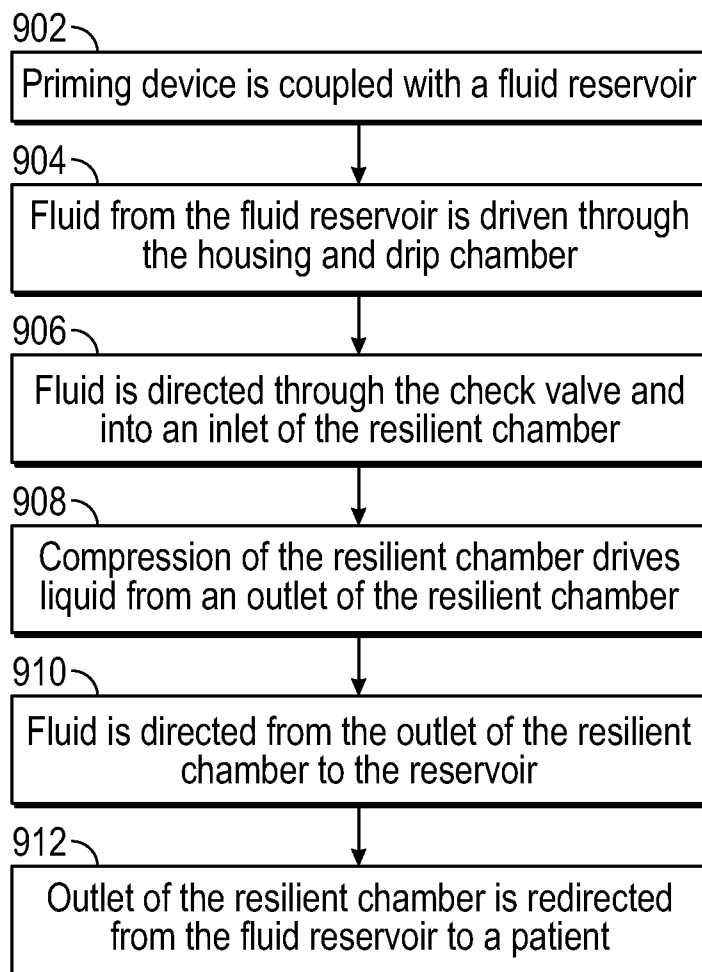 902
Priming device is coupled with a fluid reservoir
904
Fluid from the fluid reservoir is driven through
the housing and drip chamber
906
Fluid is directed through the check valve and
into an inlet of the resilient chamber
908
Compression of the resilient chamber drives
liquid from an outlet of the resilient chamber
910
Fluid is directed from the outlet of the resilient
chamber to the reservoir
912
Outlet of the resilient chamber is redirected
from the fluid reservoir to a patient